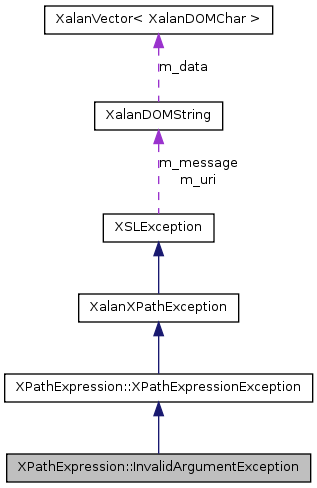 XalanVector< XalanDOMChar >
m_data
XalanDOMString
m_message
m_uri
XSLException
XalanXPathException
XPathExpression::XPathExpressionException
XPathExpression::InvalidArgumentException